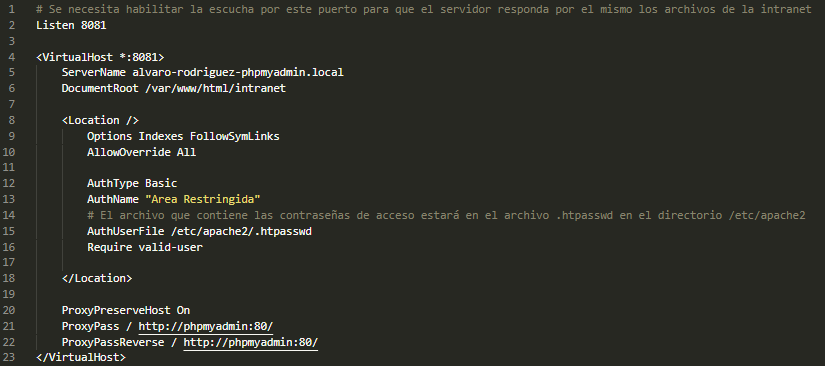 1 # Se necesita habilitar la escucha por este puerto para que el servidor responda por el mismo los archivos de la intranet
2 Listen 8081
3
4 <VirtualHost *:8081>
5 ServerName alvaro-rodriguez-phpmyadmin.local
6 DocumentRoot /var/www/html/intranet
7
8 <Location />
9 Options Indexes FollowSymLinks
10 AllowOverride All
11
12 AuthType Basic
13 AuthName "Area Restringida"
14 # El archivo que contiene las contraseñas de acceso estará en el archivo .htpasswd en el directorio /etc/apache2
15 AuthUserFile /etc/apache2/.htpasswd
16 Require valid-user
17
18 </Location>
19
20 ProxyPreserveHost On
21 ProxyPass / http://phpmyadmin:80/
22 ProxyPassReverse / http://phpmyadmin:80/
23 </VirtualHost>